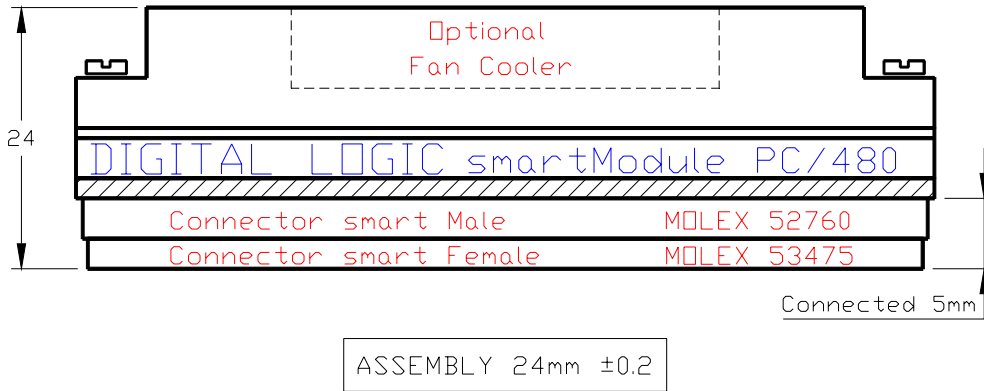 Optional
Fan Cooler
24
DIGITAL LOGIC smartModule PC/480
Connector smart Male MOLEX 52760
Connector smart Female MOLEX 53475
Connected 5mm
ASSEMBLY 24mm ±0.2